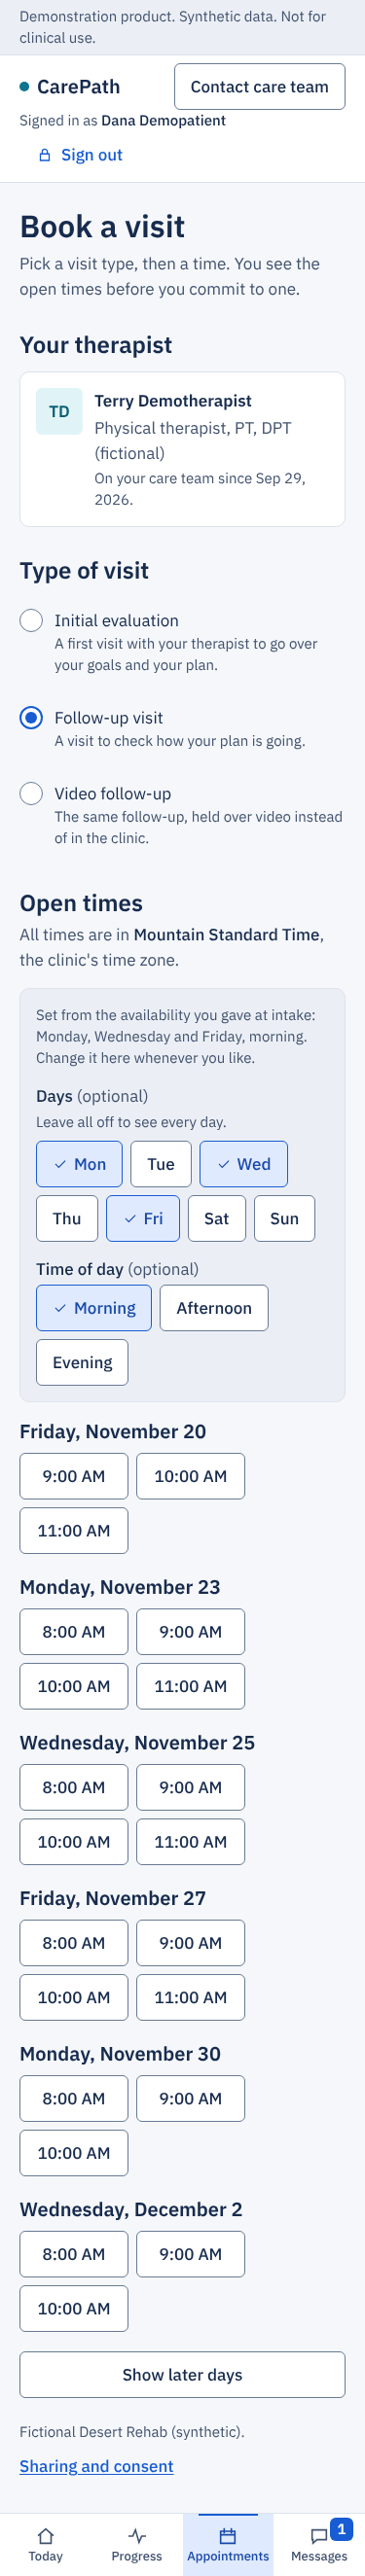 Demonstration product. Synthetic data. Not for
clinical use.
CarePath
Contact care team
Signed in as Dana Demopatient
Sign out
Book a visit
Pick a visit type, then a time. You see the
open times before you commit to one.
Your therapist
TD
Terry Demotherapist
Physical therapist, PT, DPT
(fictional)
On your care team since Sep 29,
2026.
Type of visit
Initial evaluation
A first visit with your therapist to go over
your goals and your plan.
Follow-up visit
A visit to check how your plan is going.
Video follow-up
The same follow-up, held over video instead
of in the clinic.
Open times
All times are in Mountain Standard Time,
the clinic's time zone.
Set from the availability you gave at intake:
Monday, Wednesday and Friday, morning.
Change it here whenever you like.
Days (optional)
Leave all off to see every day.
Mon Tue Wed
Thu Fri Sat Sun
Time of day (optional)
Morning Afternoon
Evening
Friday, November 20
9:00 AM 10:00 AM
11:00 AM
Monday, November 23
8:00 AM 9:00 AM
10:00 AM 11:00 AM
Wednesday, November 25
8:00 AM 9:00 AM
10:00 AM 11:00 AM
Friday, November 27
8:00 AM 9:00 AM
10:00 AM 11:00 AM
Monday, November 30
8:00 AM 9:00 AM
10:00 AM
Wednesday, December 2
8:00 AM 9:00 AM
10:00 AM
Show later days
Fictional Desert Rehab (synthetic).
Sharing and consent
1
Today Progress Appointments Messages